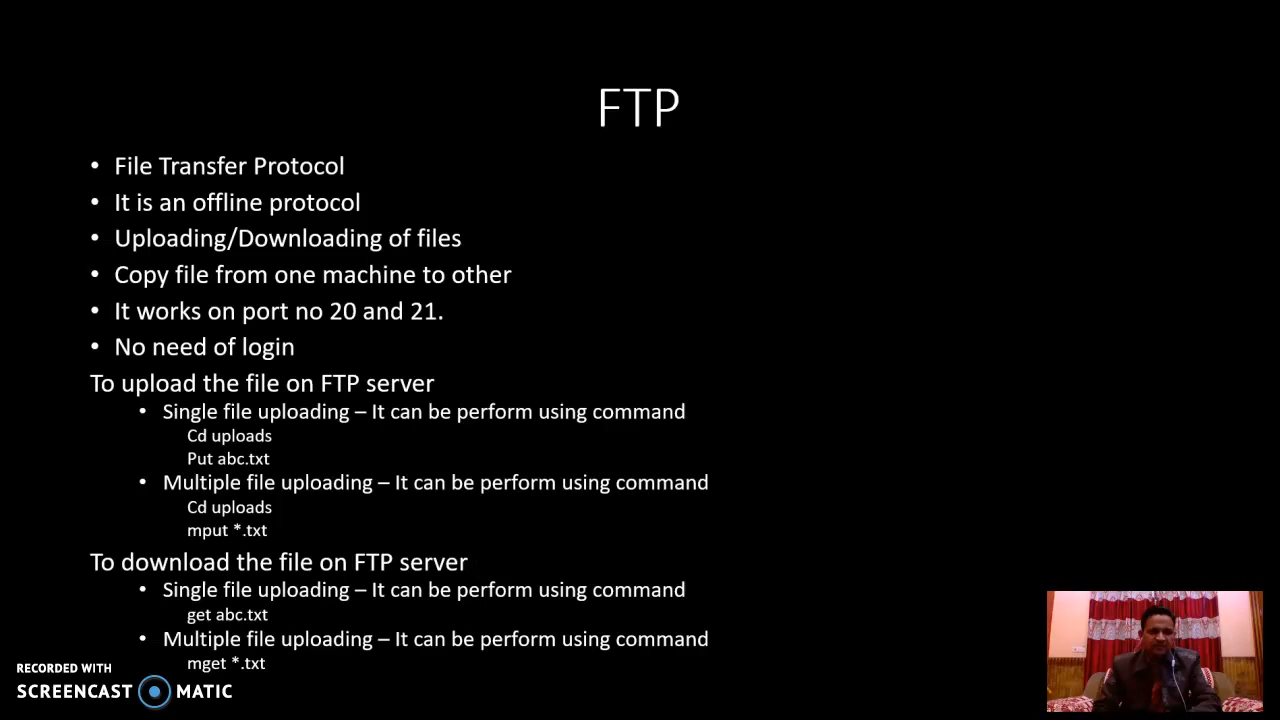 FTP
• File Transfer Protocol
• It is an offline protocol
• Uploading/Downloading of files
• Copy file from one machine to other
• It works on port no 20 and 21.
• No need of login
To upload the file on FTP server
• Single file uploading – It can be perform using command
Cd uploads
Put abc.txt
• Multiple file uploading – It can be perform using command
Cd uploads
mput *.txt
To download the file on FTP server
• Single file uploading – It can be perform using command
get abc.txt
• Multiple file uploading – It can be perform using command
mget *.txt
RECORDED WITH
SCREENCAST MATIC